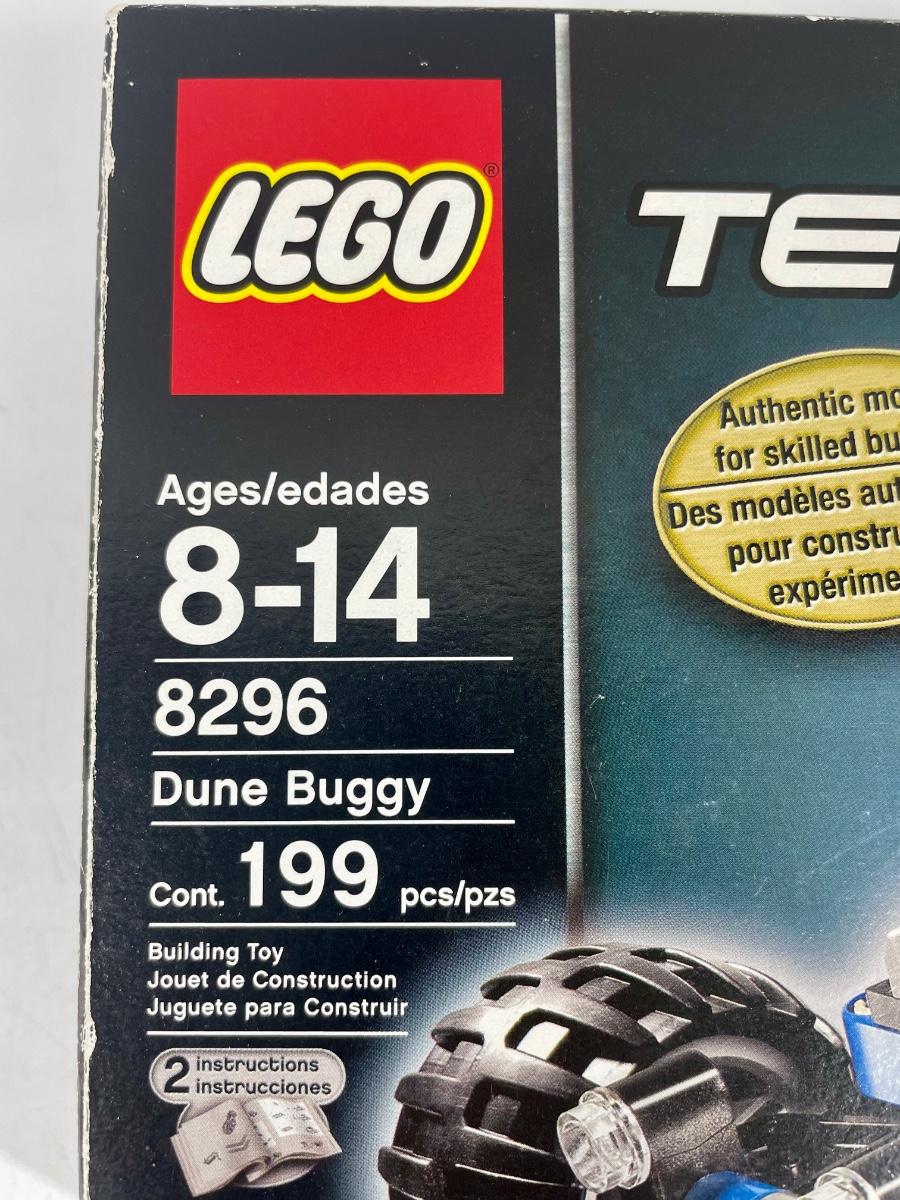 LEGO®
TE
Authentic mo
for skilled bu
Des modèles aut
pour constru
expérime
Ages/edades
8-14
8296
Dune Buggy
Cont. 199 pcs/pzs
Building Toy
Jouet de Construction
Juguete para Construir
2 instructions
instrucciones